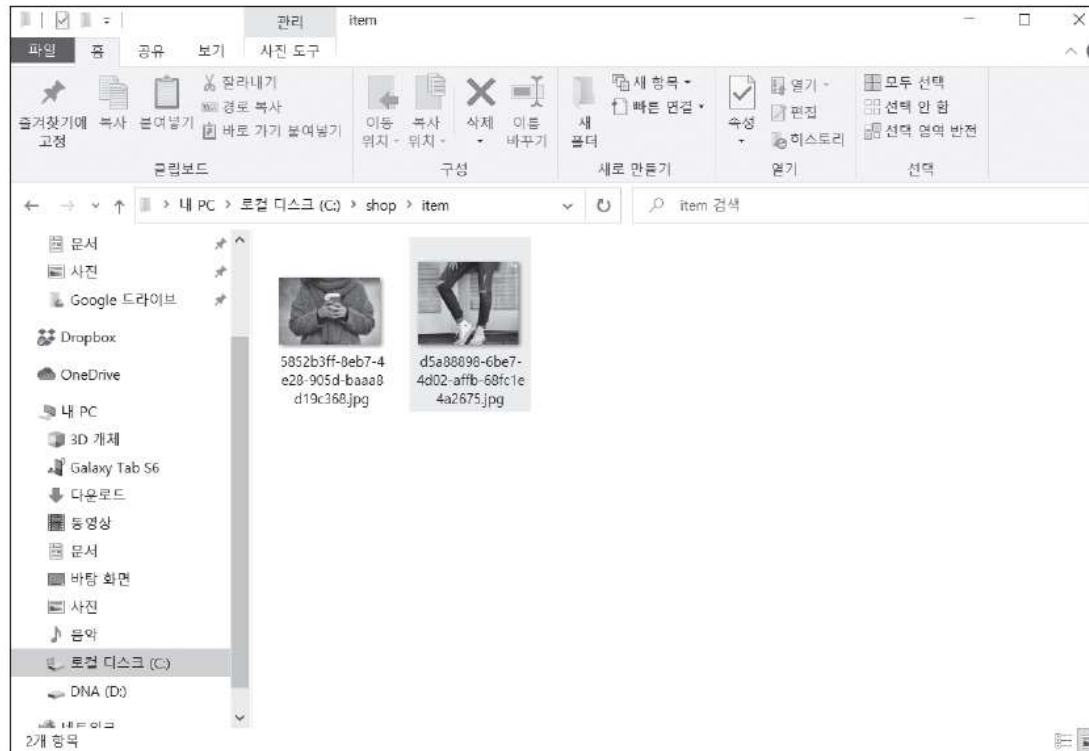 관리 item
파일 홈 공유 보기 사진 도구
즐겨찾기에 고정
복사
붙여넣기
잘라내기
경로 복사
바로 가기 붙여넣기
클립보드
이동 위치
복사 위치
삭제
이름 바꾸기
구성
새 폴더
새 항목
빠른 연결
새로 만들기
속성
열기
편집
히스토리
열기
모두 선택
선택 안 함
선택 영역 반전
선택
내 PC > 로컬 디스크 (C:) > shop > item
item 검색
문서
사진
Google 드라이브
Dropbox
OneDrive
내 PC
3D 개체
Galaxy Tab S6
다운로드
동영상
문서
바탕 화면
사진
음악
로컬 디스크 (C:)
DNA (D:)
네트워크
5852b3ff-8eb7-4
e28-905d-baaa8
d19c368.jpg
d5a88898-6be7-
4d02-affb-68fc1e
4a2675.jpg
2개 항목